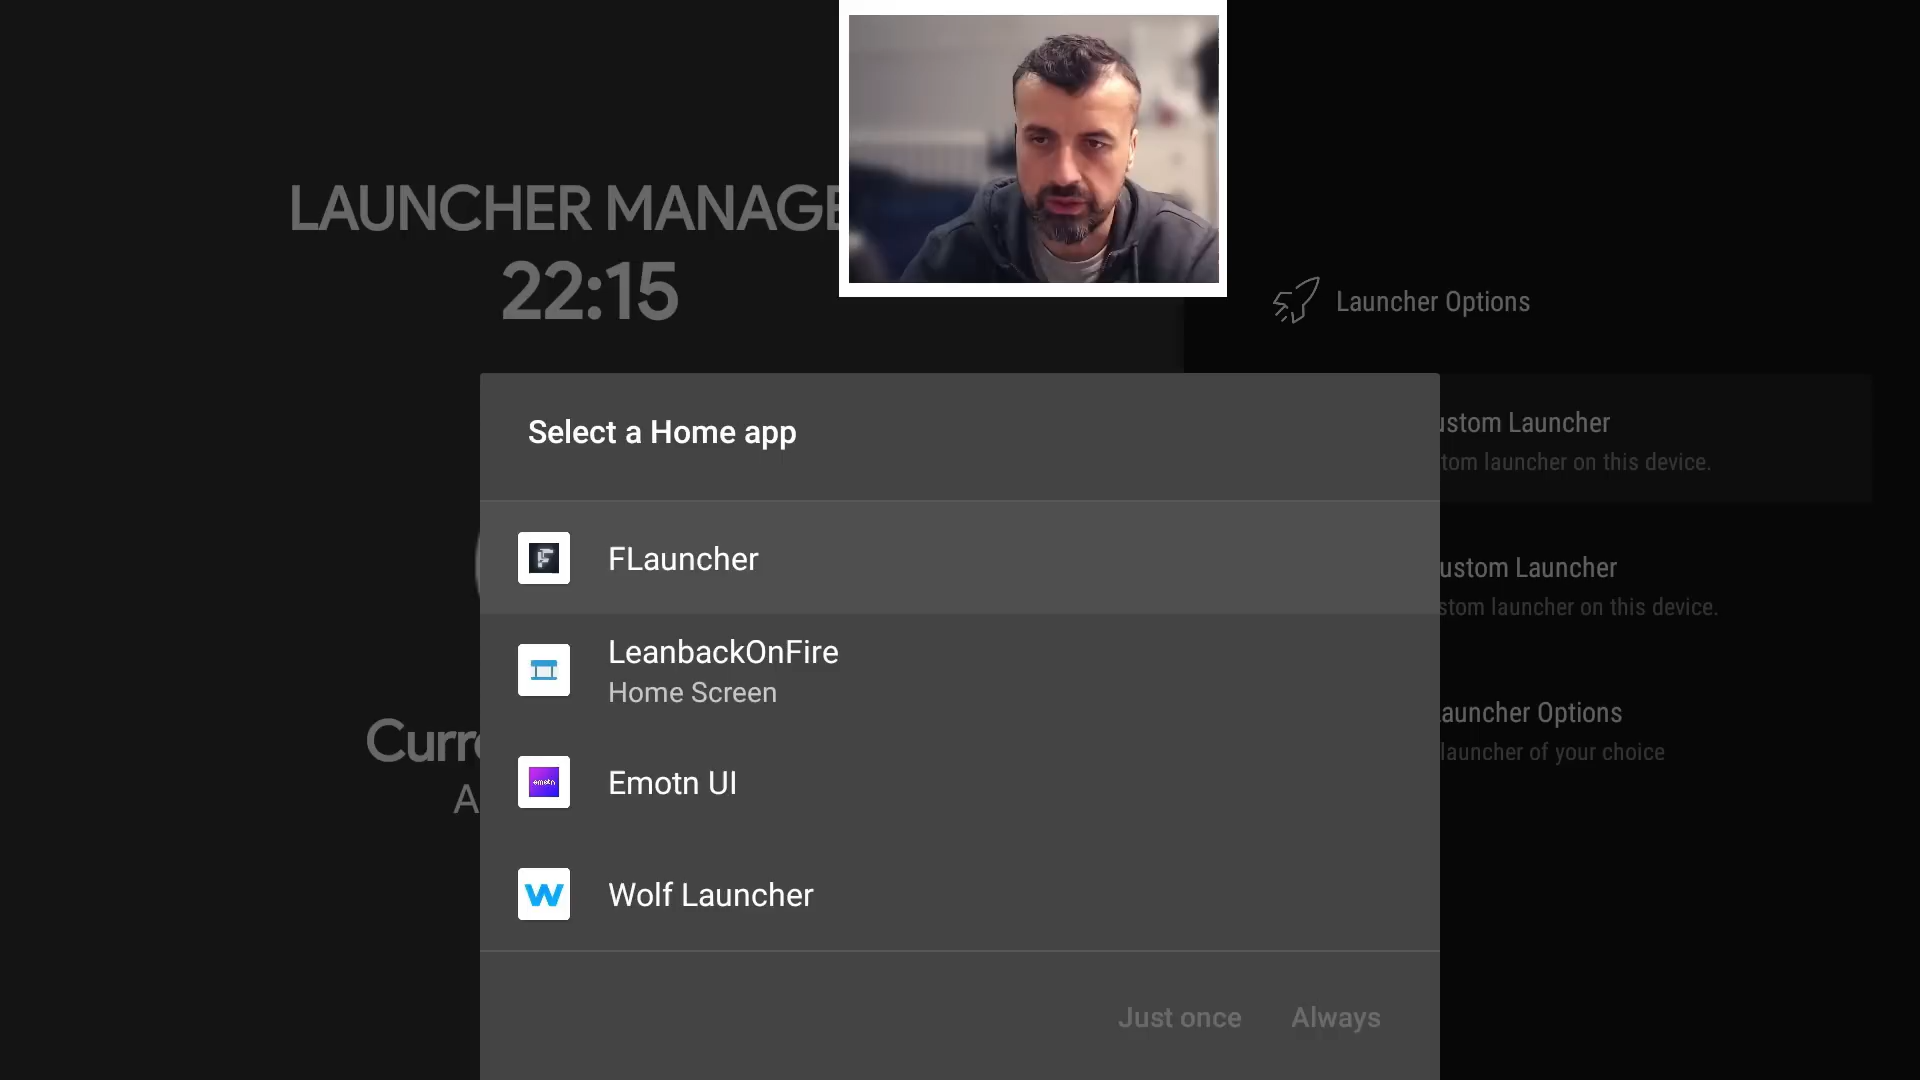 LAUNCHER MANAGE
22:15
Launcher Options
Select a Home app
ustom Launcher
tom launcher on this device.
FLauncher
ustom Launcher
stom launcher on this device.
LeanbackOnFire
Home Screen
auncher Options
launcher of your choice
Curre
A
emotn
Emotn UI
W
Wolf Launcher
Just once
Always